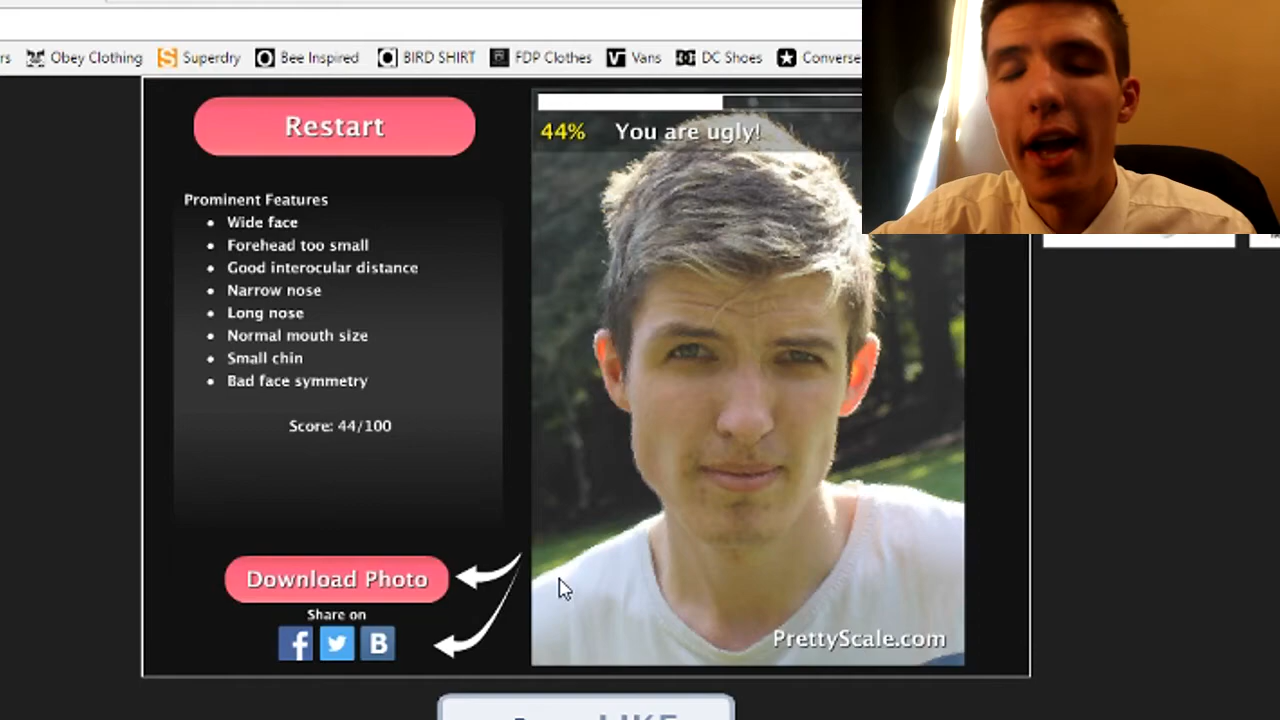 rs Obey Clothing Superdry Bee Inspired BIRD SHIRT FDP Clothes Vans DC Shoes Converse
Restart
44% You are ugly!
Prominent Features
Wide face
Forehead too small
Good interocular distance
Narrow nose
Long nose
Normal mouth size
Small chin
Bad face symmetry
Score: 44/100
Download Photo
Share on
PrettyScale.com
LIKE